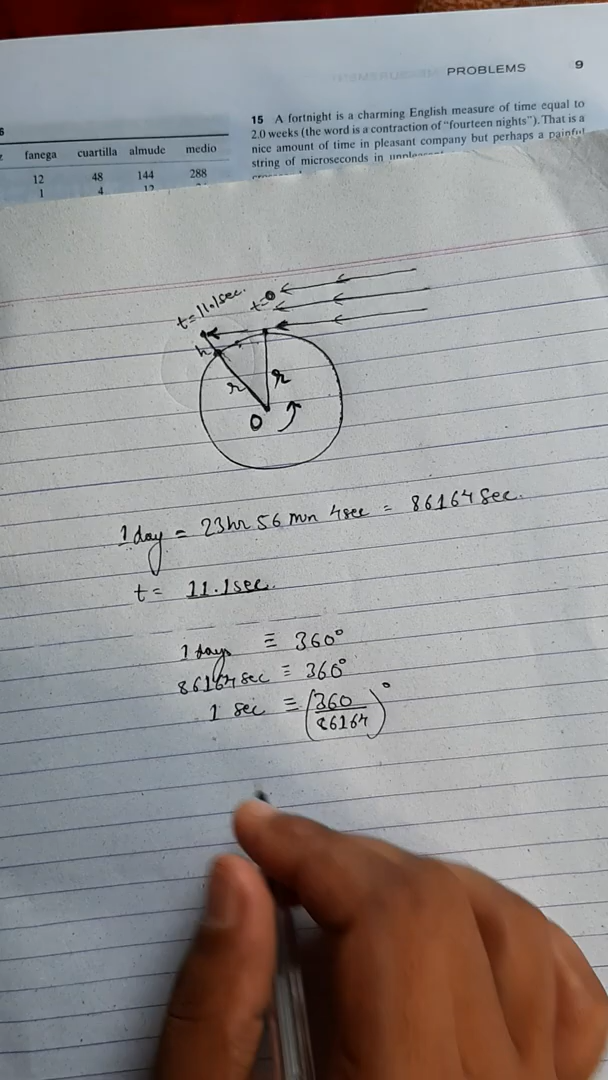 PROBLEMS 9
6
fanega cuartilla almude medio
12 48 144 288
1 4 12
15 A fortnight is a charming English measure of time equal to
2.0 weeks (the word is a contraction of "fourteen nights"). That is a
nice amount of time in pleasant company but perhaps a painful
string of microseconds in
t=11.1sec.
t=0
h
r r
O
1 day = 23hr 56 min 4sec = 86164 sec.
t = 11.1sec.
1 days ≡ 360°
86164 sec ≡ 360°
1 sec ≡ (360/86164)°